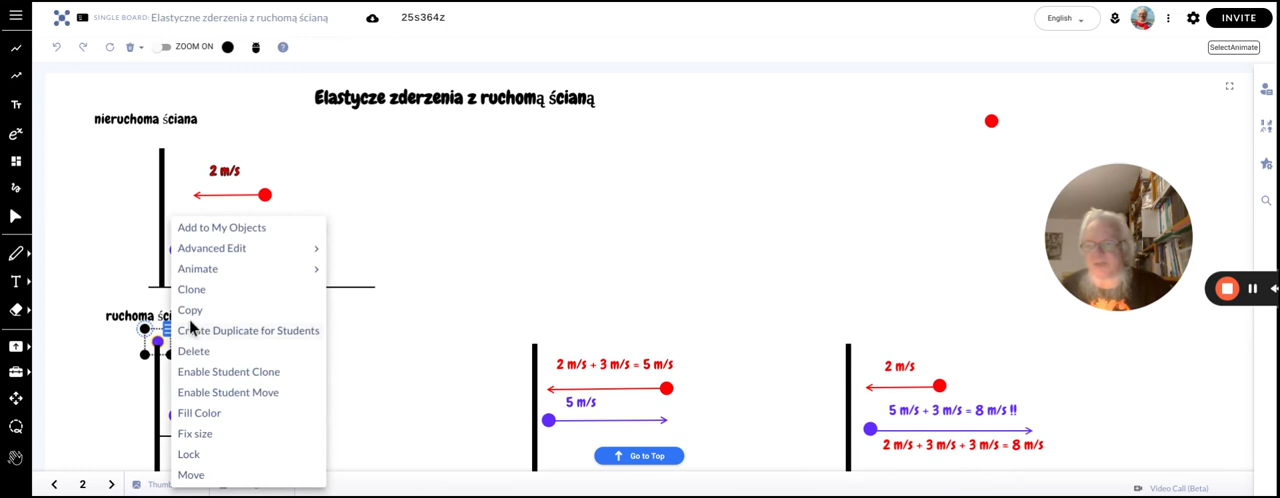 SINGLE BOARD: Elastyczne zderzenia z ruchomą ścianą
25s364z
English
INVITE
ZOOM ON
SelectAnimate
Elastycze zderzenia z ruchomą ścianą
nieruchoma ściana
2 m/s
Add to My Objects
Advanced Edit
Animate
Clone
Copy
Create Duplicate for Students
Delete
Enable Student Clone
Enable Student Move
Fill Color
Fix size
Lock
Move
ruchoma ści
2 m/s + 3 m/s = 5 m/s
5 m/s
2 m/s
5 m/s + 3 m/s = 8 m/s !!
2 m/s + 3 m/s + 3 m/s = 8 m/s
Go to Top
2
Thumb
Video Call (Beta)